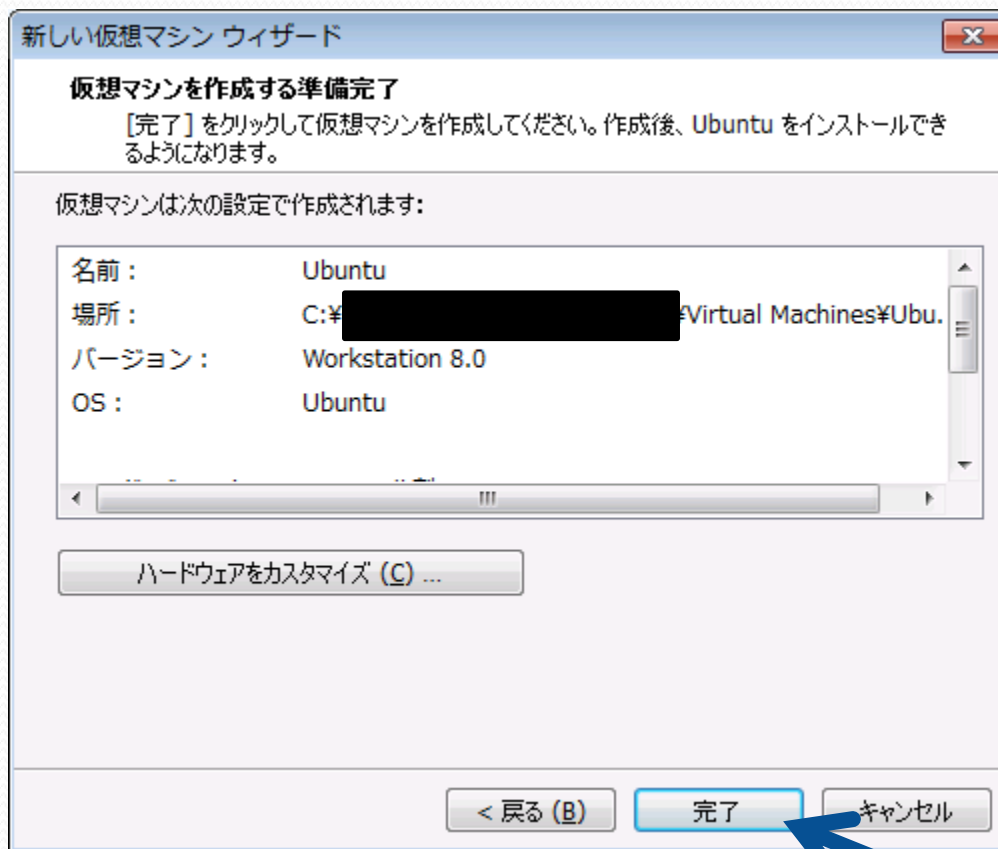 新しい仮想マシン ウィザード
仮想マシンを作成する準備完了
[完了] をクリックして仮想マシンを作成してください。作成後、Ubuntu をインストールでき
るようになります。
仮想マシンは次の設定で作成されます:
名前 : Ubuntu
場所 : C:¥ ¥Virtual Machines¥Ubu.
バージョン : Workstation 8.0
OS : Ubuntu
ハードウェアをカスタマイズ (C) ...
< 戻る (B) 完了 キャンセル